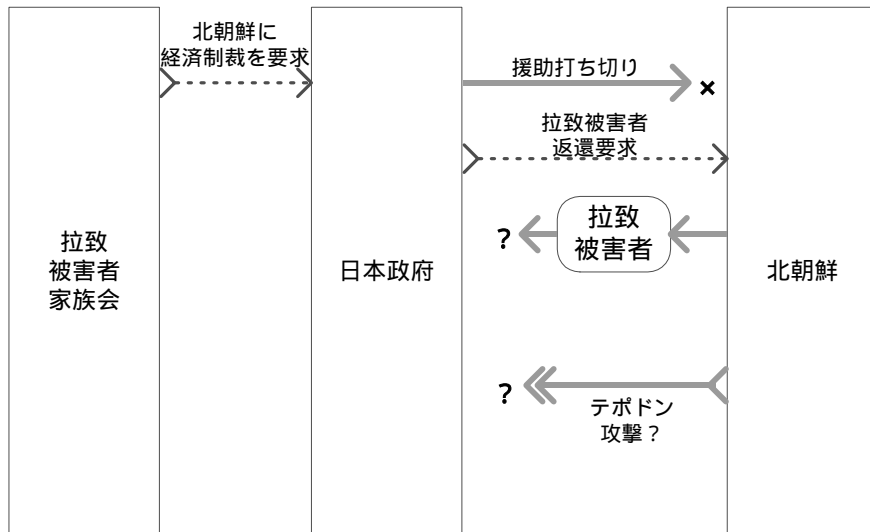 北朝鮮に
経済制裁を要求
援助打ち切り
×
拉致被害者
返還要求
拉致
被害者
?
拉致
被害者
家族会
日本政府
北朝鮮
?
テポドン
攻撃？